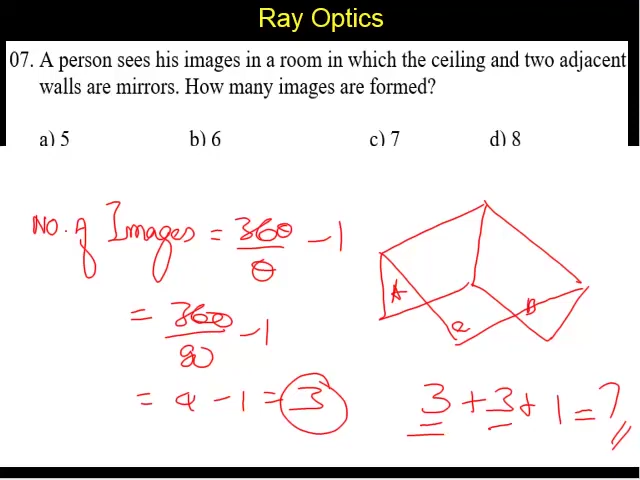 Ray Optics
07. A person sees his images in a room in which the ceiling and two adjacent
walls are mirrors. How many images are formed?
a) 5 b) 6 c) 7 d) 8
No. of Images = 360/θ - 1
= 360/90 - 1
= 4 - 1 = 3
A
B
C
3 + 3 + 1 = 7